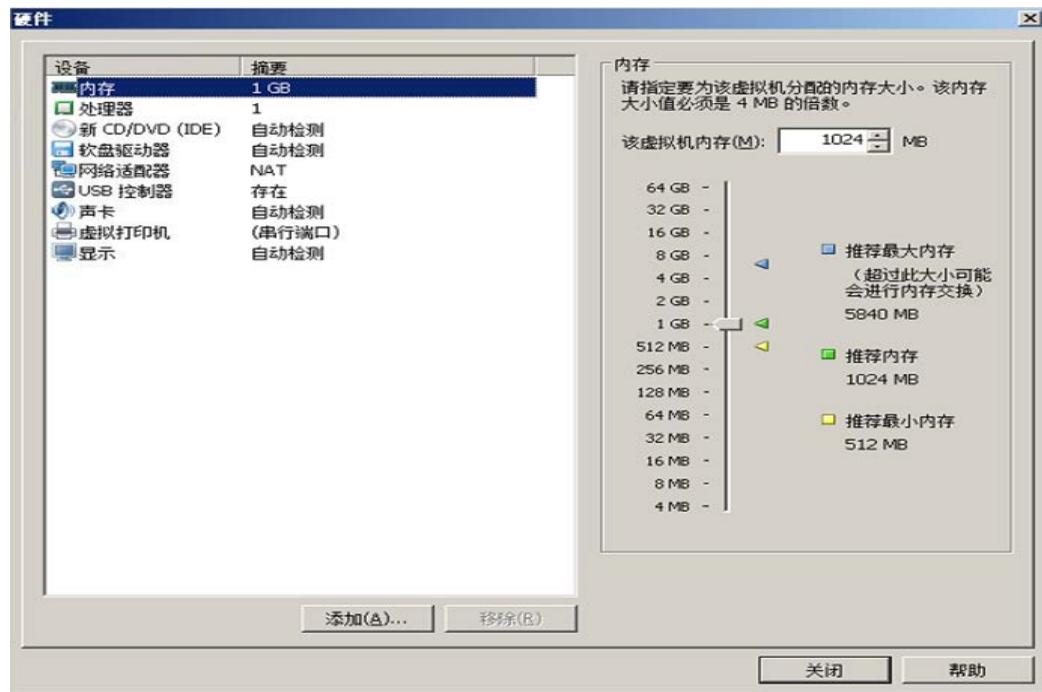 硬件
设备 摘要
内存 1 GB
处理器 1
新 CD/DVD (IDE) 自动检测
软盘驱动器 自动检测
网络适配器 NAT
USB 控制器 存在
声卡 自动检测
虚拟打印机 (串行端口)
显示 自动检测
添加(A)... 移除(R)
内存
请指定要为该虚拟机分配的内存大小。该内存
大小值必须是 4 MB 的倍数。
该虚拟机内存(M): 1024 MB
64 GB
32 GB
16 GB
8 GB
4 GB
2 GB
1 GB
512 MB
256 MB
128 MB
64 MB
32 MB
16 MB
8 MB
4 MB
推荐最大内存
（超过此大小可能
会进行内存交换）
5840 MB
推荐内存
1024 MB
推荐最小内存
512 MB
关闭 帮助